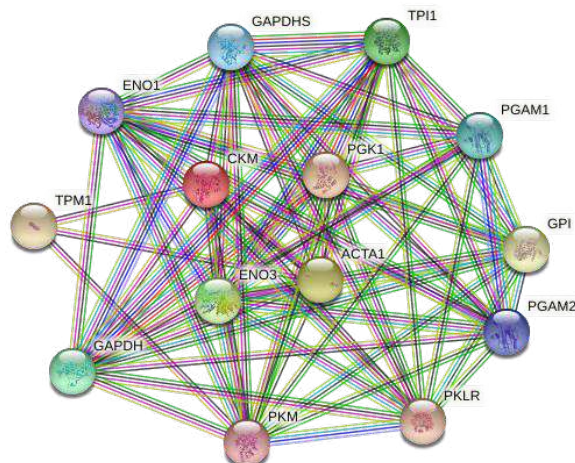 GAPDHS
TPI1
ENO1
PGAM1
CKM
PGK1
TPM1
GPI
ACTA1
ENO3
PGAM2
GAPDH
PKLR
PKM